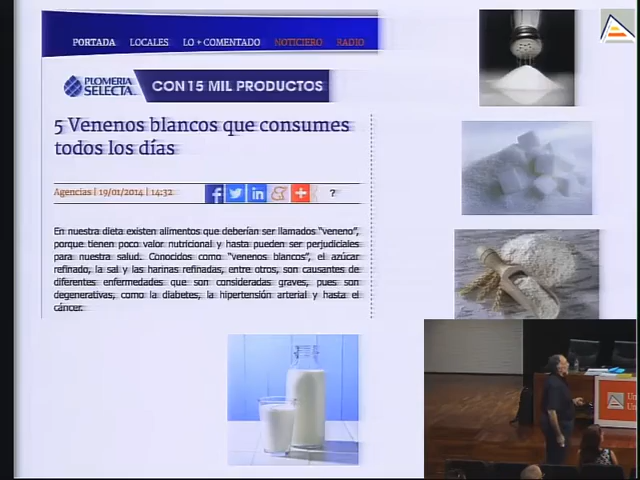 PORTADA LOCALES LO + COMENTADO NOTICIERO RADIO
PLOMERIA SELECTA
CON 15 MIL PRODUCTOS
5 Venenos blancos que consumes
todos los días
Agencias | 19/01/2014 | 14:32
f in + ?
En nuestra dieta existen alimentos que deberían ser llamados "veneno",
porque tienen poco valor nutricional y hasta pueden ser perjudiciales
para nuestra salud. Conocidos como "venenos blancos", el azúcar
refinado, la sal y las harinas refinadas, entre otros, son causantes de
diferentes enfermedades que son consideradas graves, pues son
degenerativas, como la diabetes, la hipertensión arterial y hasta el
cáncer.